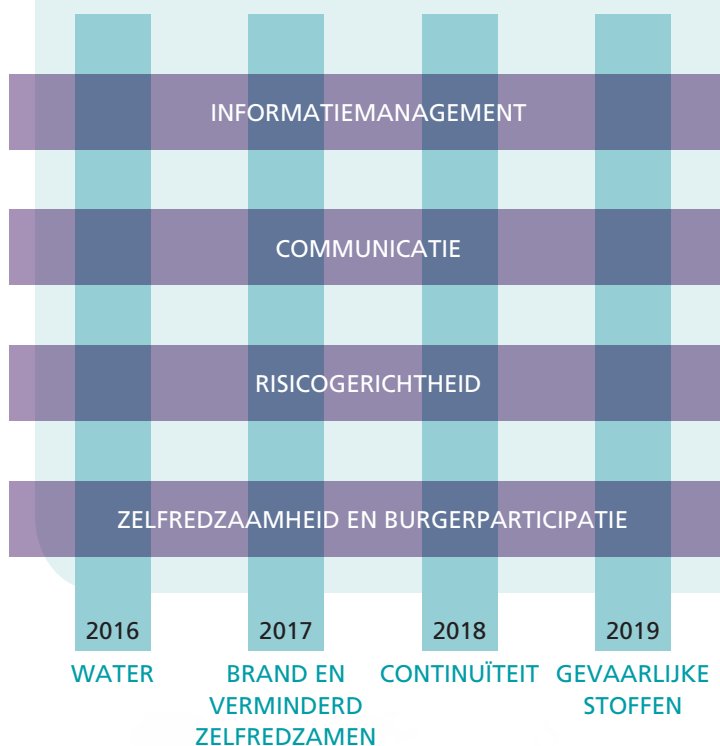 INFORMATIEMANAGEMENT
COMMUNICATIE
RISICOGERICHTHEID
ZELFREDZAAMHEID EN BURGERPARTICIPATIE
2016
WATER
2017
BRAND EN
VERMINDERD
ZELFREDZAMEN
2018
CONTINUÏTEIT
2019
GEVAARLIJKE
STOFFEN